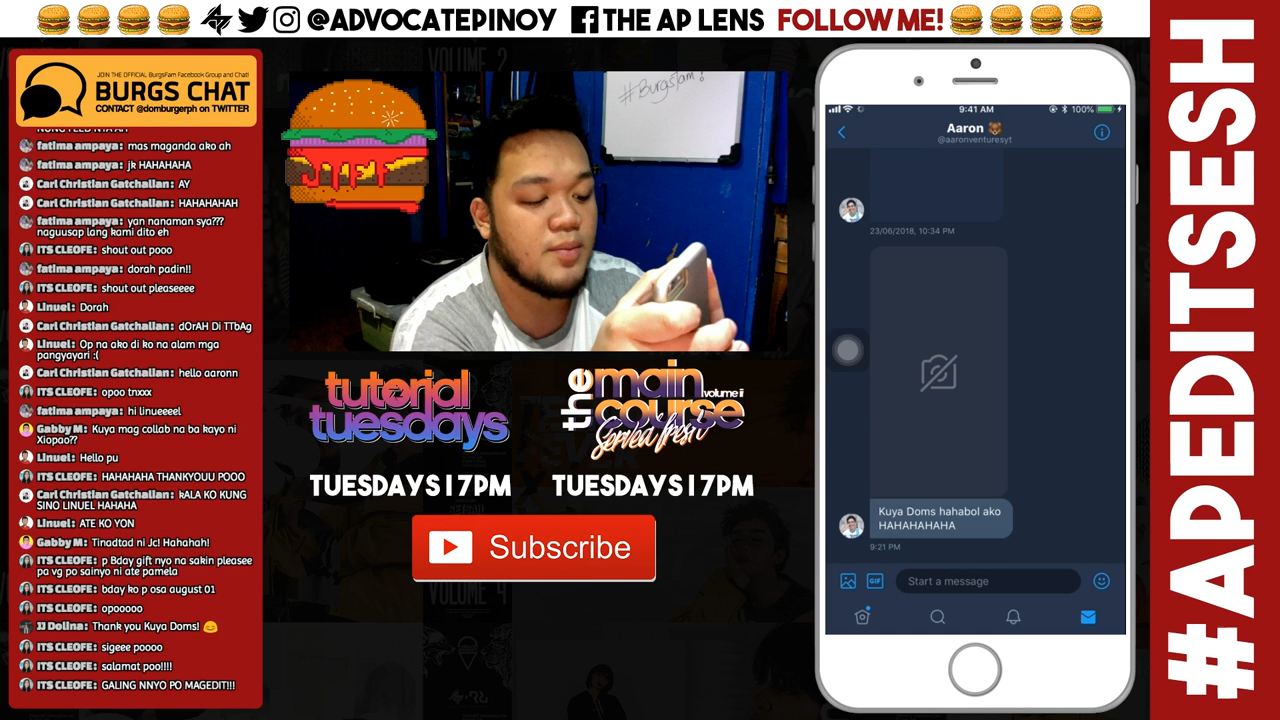 @ADVOCATEPINOY THE AP LENS FOLLOW ME!
JOIN THE OFFICIAL BurgsFam Facebook Group and Chat!
BURGS CHAT
CONTACT @domburgerph on TWITTER
fatima ampaya: mas maganda ako ah
fatima ampaya: jk HAHAHAHA
Carl Christian Gatchalian: AY
Carl Christian Gatchalian: HAHAHAHAH
fatima ampaya: yan nanaman sya???
naguusap lang kami dito eh
ITS CLEOFE: shout out pooo
fatima ampaya: dorah padin!!
ITS CLEOFE: shout out pleaseeee
Linuel: Dorah
Carl Christian Gatchalian: dOrAH Di TTbAg
Linuel: Op na ako di ko na alam mga
pangyayari :(
Carl Christian Gatchalian: hello aaronn
ITS CLEOFE: opoo tnxxx
fatima ampaya: hi linueeeel
Gabby M: Kuya mag collab na ba kayo ni
Xiopao??
Linuel: Hello pu
ITS CLEOFE: HAHAHAHA THANKYOUU POOO
Carl Christian Gatchalian: kALA KO KUNG
SINO LINUEL HAHAHA
Linuel: ATE KO YON
Gabby M: Tinadtad ni Jc! Hahahah!
ITS CLEOFE: p Bday gift nyo na sakin pleasee
pa vg po sainyo ni ate pamela
ITS CLEOFE: bday ko p osa august 01
ITS CLEOFE: opooooo
JJ Dolina: Thank you Kuya Doms! 😊
ITS CLEOFE: sigeee poooo
ITS CLEOFE: salamat poo!!!!
ITS CLEOFE: GALING NNYO PO MAGEDIT!!!
#Burgsfam!
tutorial
tuesdays
TUESDAYS | 7PM
the main
volume ii
course
Served fresh
TUESDAYS | 7PM
Subscribe
9:41 AM
100%
Aaron 🐻
@aaronventuresyt
23/06/2018, 10:34 PM
Kuya Doms hahabol ako
HAHAHAHAHA
9:21 PM
GIF
Start a message
#APEDITSESH